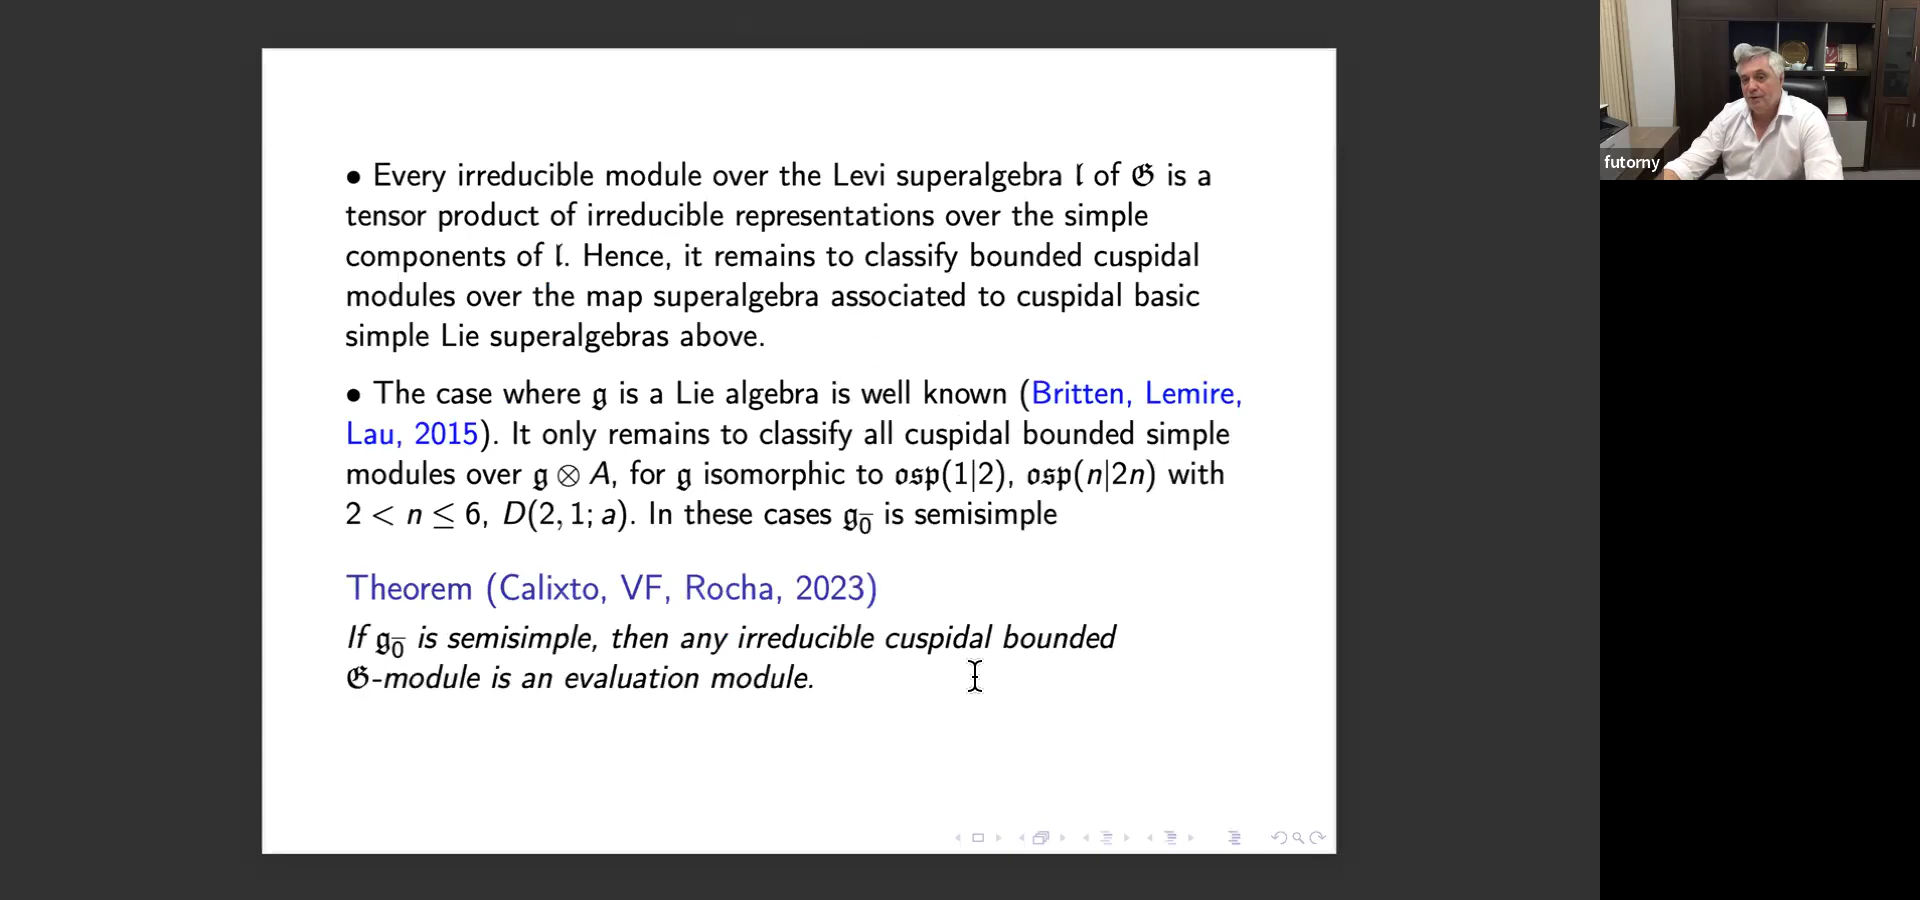 • Every irreducible module over the Levi superalgebra 𝔩 of 𝕲 is a
tensor product of irreducible representations over the simple
components of 𝔩. Hence, it remains to classify bounded cuspidal
modules over the map superalgebra associated to cuspidal basic
simple Lie superalgebras above.
• The case where 𝔤 is a Lie algebra is well known (Britten, Lemire,
Lau, 2015). It only remains to classify all cuspidal bounded simple
modules over 𝔤 ⊗ A, for 𝔤 isomorphic to 𝔬𝔰𝔭(1|2), 𝔬𝔰𝔭(n|2n) with
2 < n ≤ 6, D(2, 1; a). In these cases 𝔤_0̅ is semisimple
Theorem (Calixto, VF, Rocha, 2023)
If 𝔤_0̅ is semisimple, then any irreducible cuspidal bounded
𝕲-module is an evaluation module.
futorny